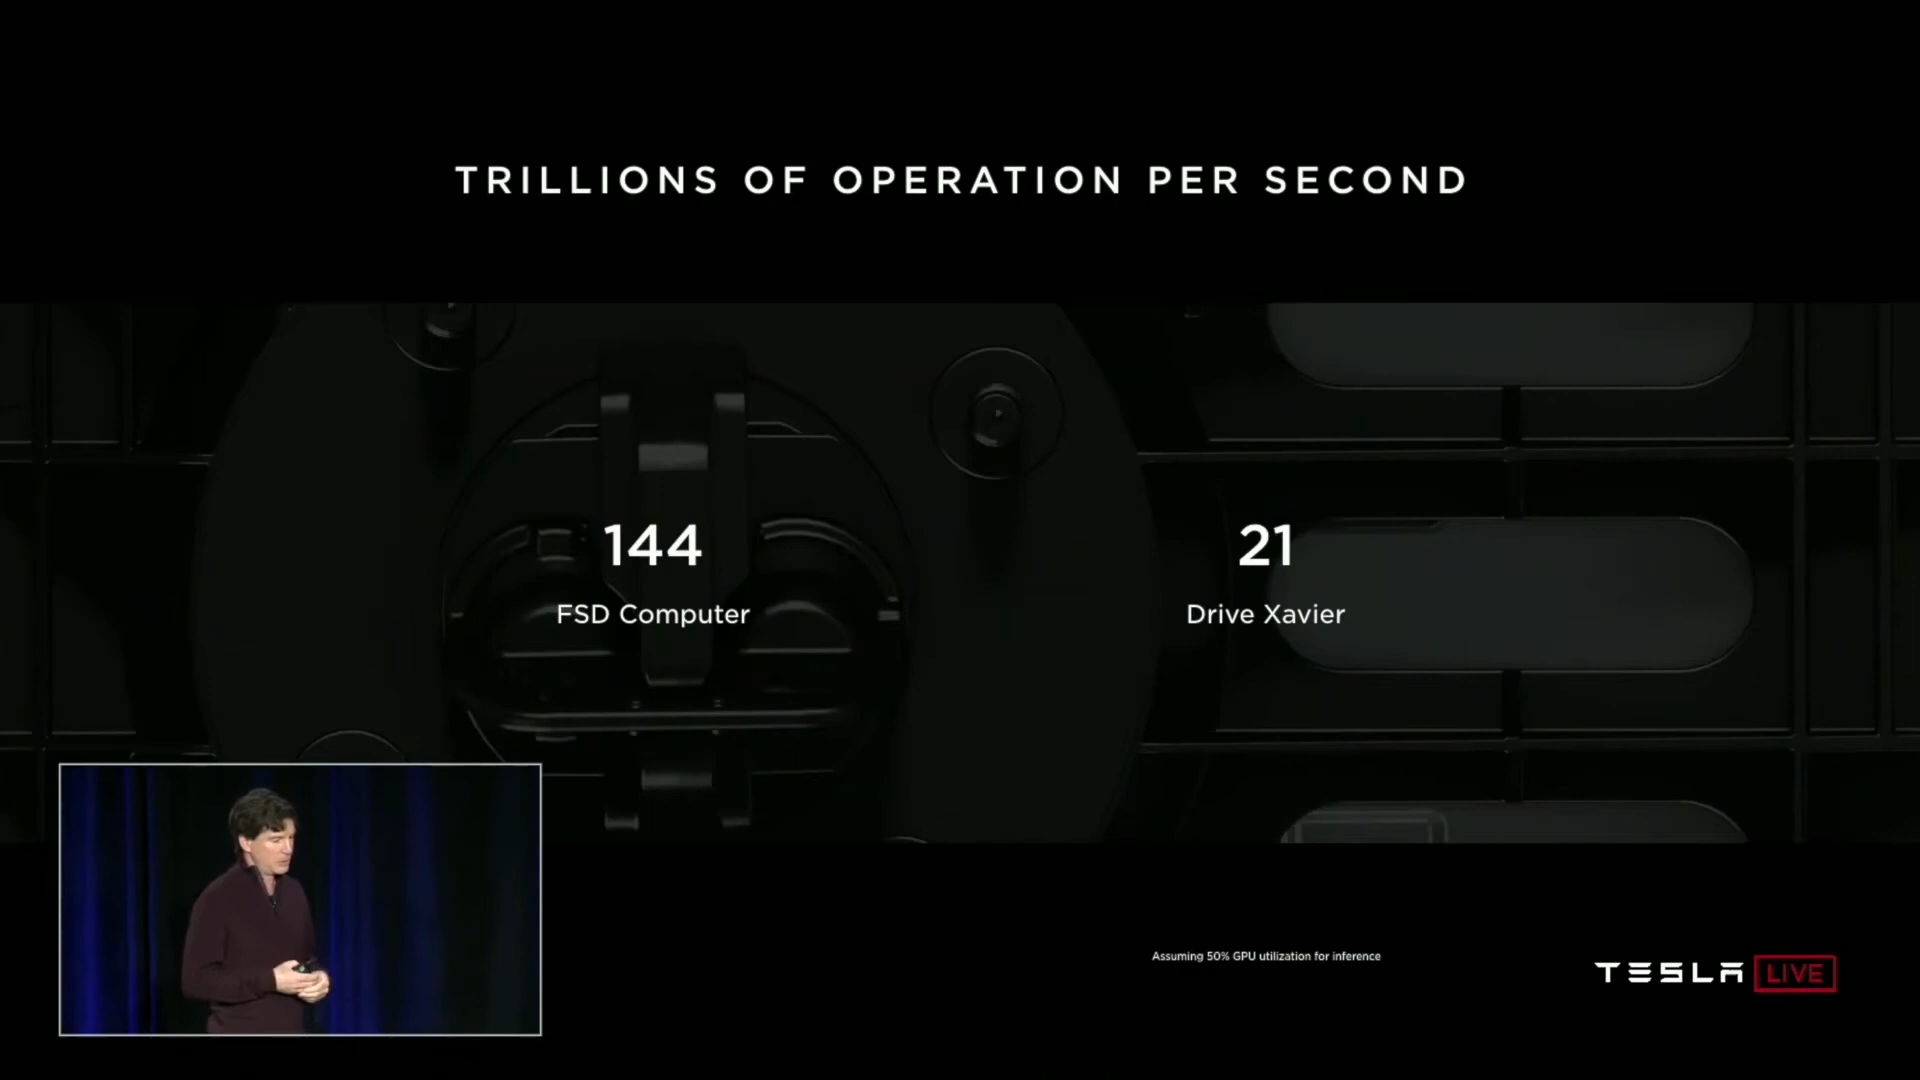 TRILLIONS OF OPERATION PER SECOND
144
FSD Computer
21
Drive Xavier
Assuming 50% GPU utilization for inference
TESLA LIVE